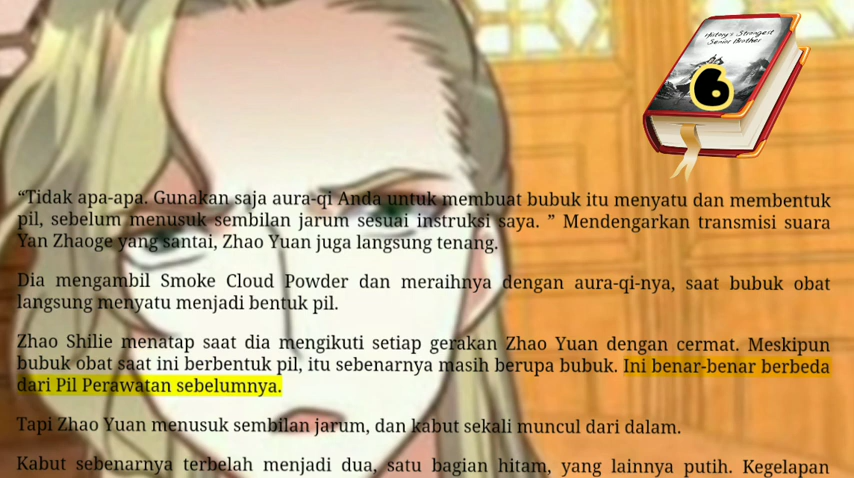 History's Strongest
Senior Brother
6
“Tidak apa-apa. Gunakan saja aura-qi Anda untuk membuat bubuk itu menyatu dan membentuk
pil, sebelum menusuk sembilan jarum sesuai instruksi saya. ” Mendengarkan transmisi suara
Yan Zhaoge yang santai, Zhao Yuan juga langsung tenang.
Dia mengambil Smoke Cloud Powder dan meraihnya dengan aura-qi-nya, saat bubuk obat
langsung menyatu menjadi bentuk pil.
Zhao Shilie menatap saat dia mengikuti setiap gerakan Zhao Yuan dengan cermat. Meskipun
bubuk obat saat ini berbentuk pil, itu sebenarnya masih berupa bubuk. Ini benar-benar berbeda
dari Pil Perawatan sebelumnya.
Tapi Zhao Yuan menusuk sembilan jarum, dan kabut sekali muncul dari dalam.
Kabut sebenarnya terbelah menjadi dua, satu bagian hitam, yang lainnya putih. Kegelapan